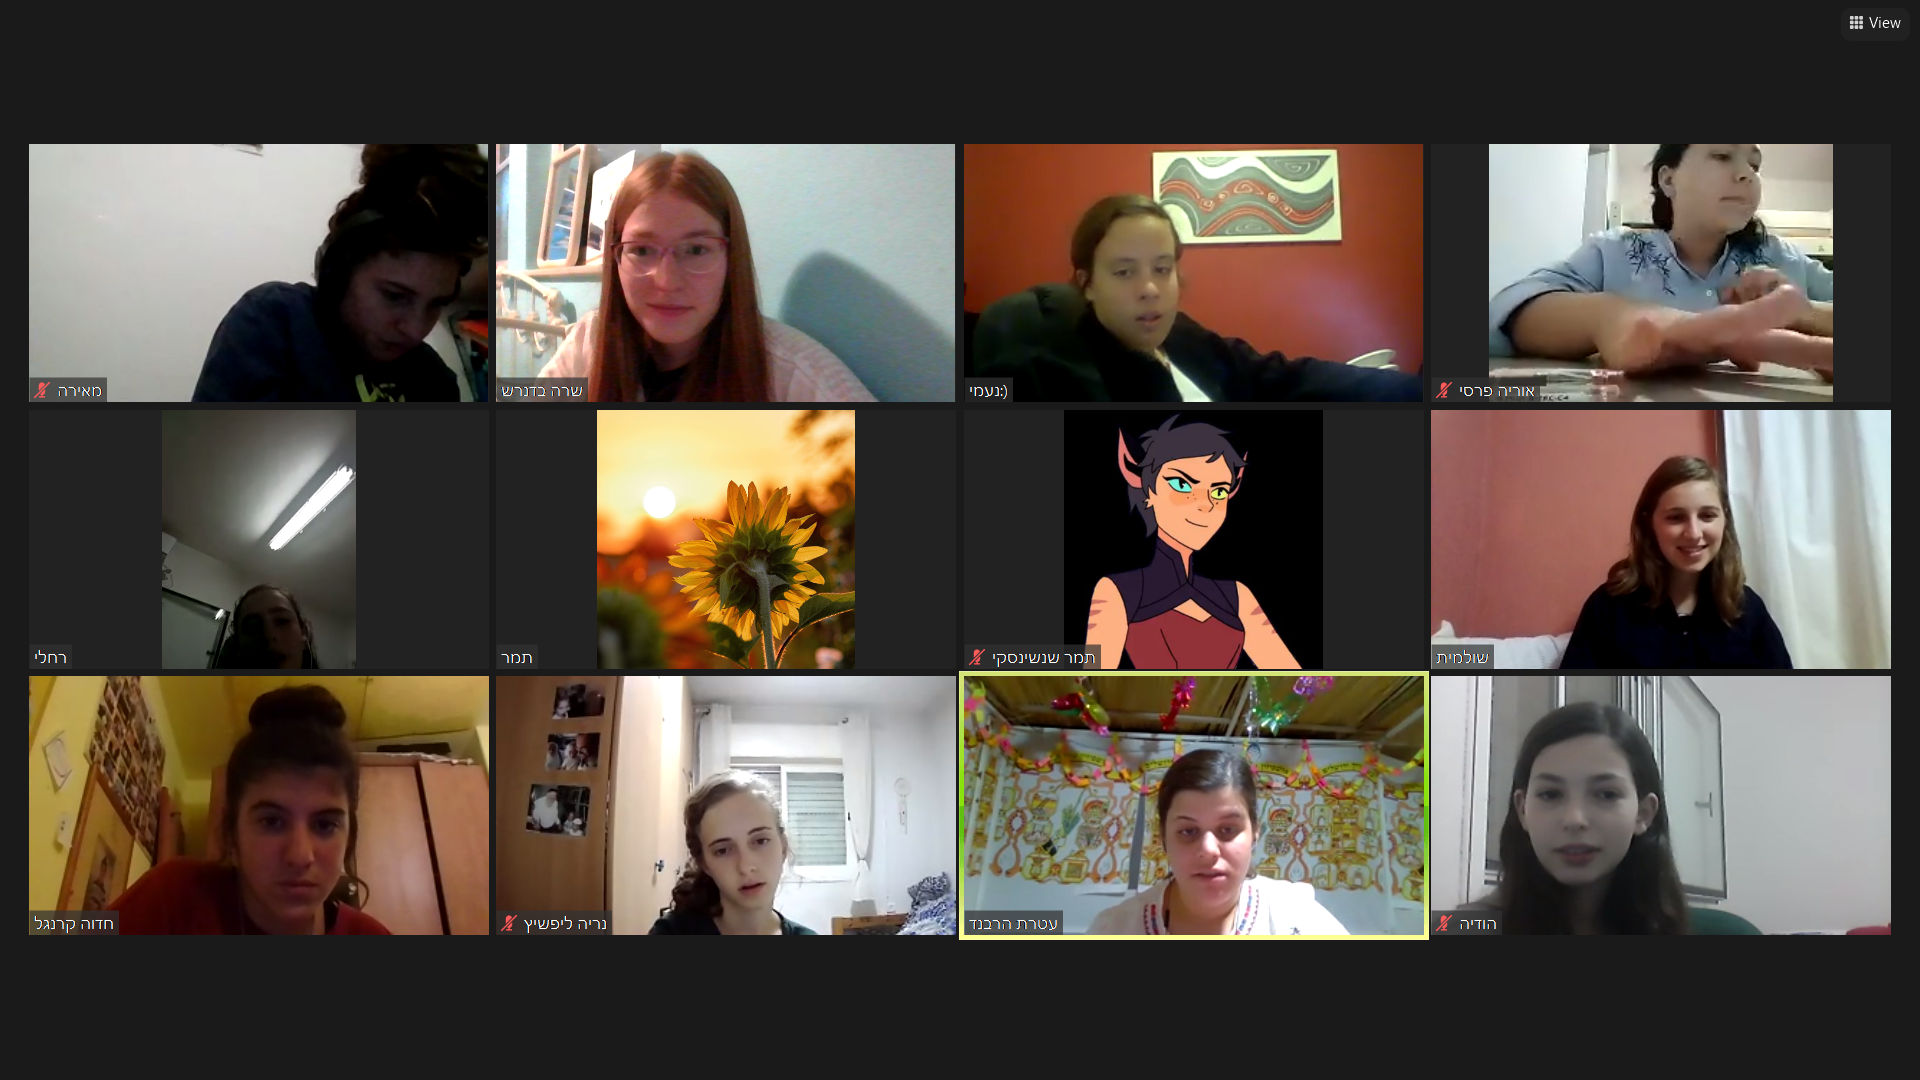 View
מאירה
שרה בדנרש
נעמי:)
אוריה פרסי
רחלי
תמר
תמר שנשינסקי
שולמית
חדוה קרנגל
נריה ליפשיץ
עטרת הרבנד
הודיה